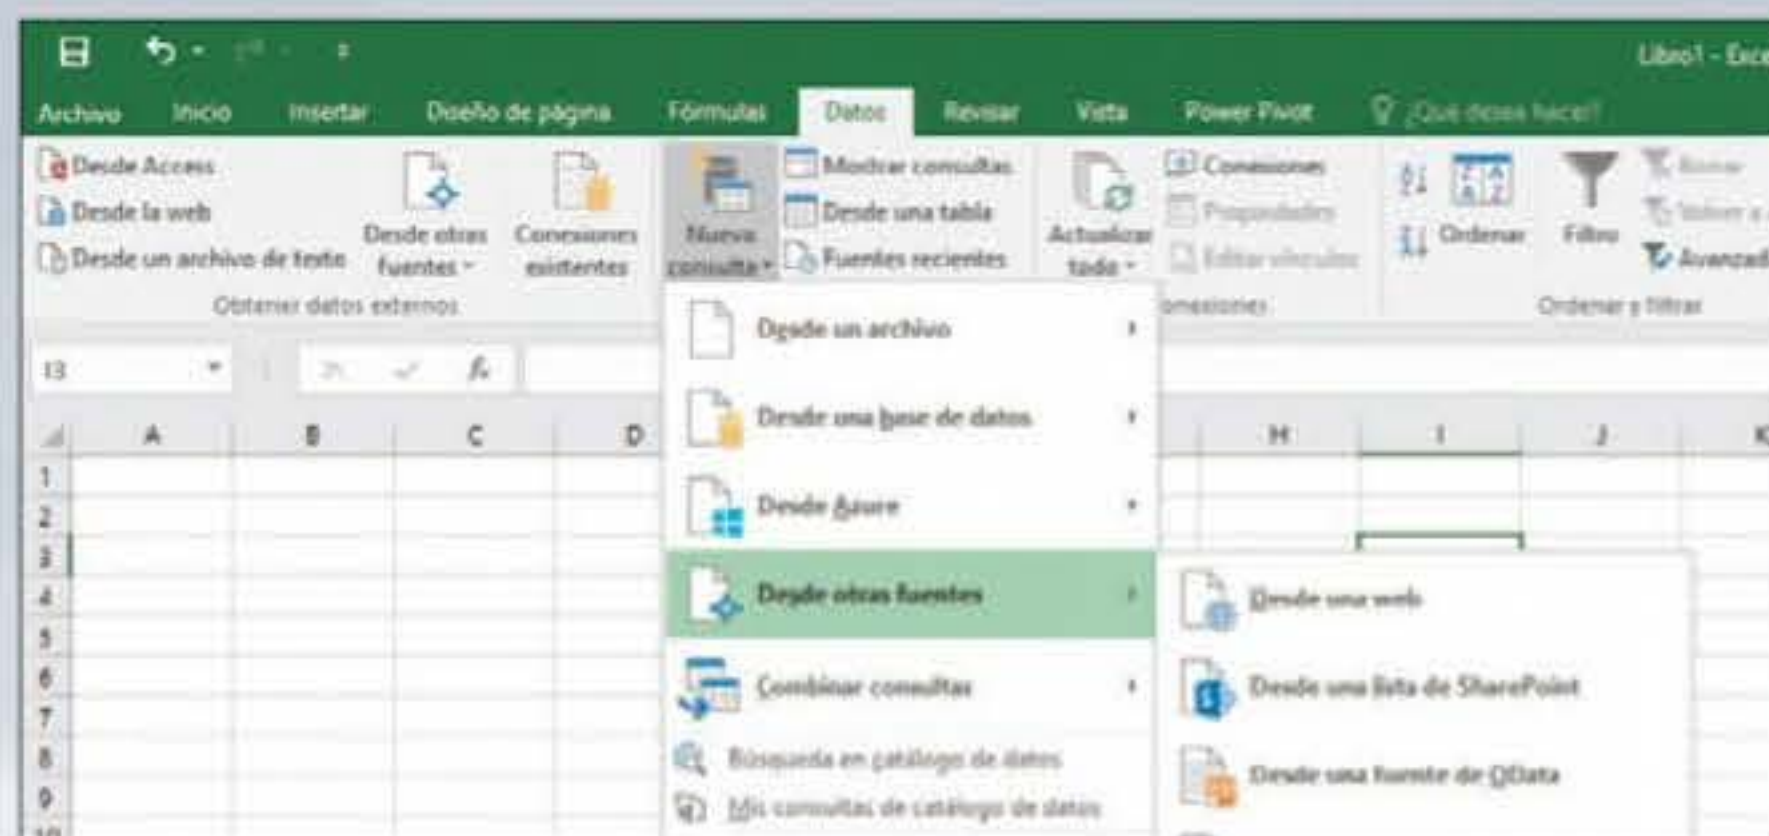 Libro1 - Exce
Archivo Inicio Insertar Diseño de página Fórmulas Datos Revisar Vista Power Pivot ¿Qué desea hacer?
Desde Access
Desde la web
Desde un archivo de texto
Desde otras fuentes
Conexiones existentes
Obtener datos externos
Nueva consulta
Mostrar consultas
Desde una tabla
Fuentes recientes
Actualizar todo
Conexiones
Propiedades
Editar vínculos
onexiones
Ordenar
Filtro
Borrar
Volver a
Avanzad
Ordenar y filtrar
I3
fx
A B C D H I J K
1
2
3
4
5
6
7
8
9
10
Desde un archivo
Desde una base de datos
Desde Azure
Desde otras fuentes
Combinar consultas
Búsqueda en catálogo de datos
Mis consultas de catálogo de datos
Desde una web
Desde una lista de SharePoint
Desde una fuente de OData